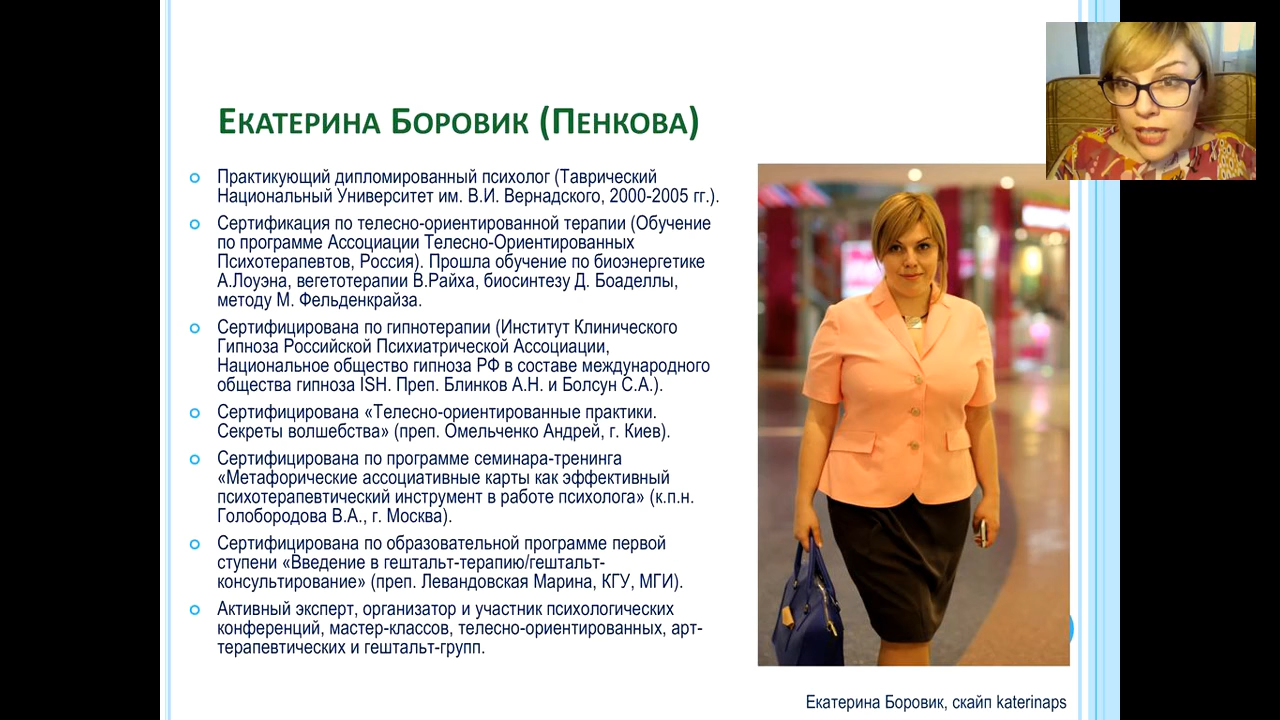 Екатерина Боровик (Пенкова)
Практикующий дипломированный психолог (Таврический
Национальный Университет им. В.И. Вернадского, 2000-2005 гг.).
Сертификация по телесно-ориентированной терапии (Обучение
по программе Ассоциации Телесно-Ориентированных
Психотерапевтов, Россия). Прошла обучение по биоэнергетике
А.Лоуэна, вегетотерапии В.Райха, биосинтезу Д. Боаделлы,
методу М. Фельденкрайза.
Сертифицирована по гипнотерапии (Институт Клинического
Гипноза Российской Психиатрической Ассоциации,
Национальное общество гипноза РФ в составе международного
общества гипноза ISH. Преп. Блинков А.Н. и Болсун С.А.).
Сертифицирована «Телесно-ориентированные практики.
Секреты волшебства» (преп. Омельченко Андрей, г. Киев).
Сертифицирована по программе семинара-тренинга
«Метафорические ассоциативные карты как эффективный
психотерапевтический инструмент в работе психолога» (к.п.н.
Голобородова В.А., г. Москва).
Сертифицирована по образовательной программе первой
ступени «Введение в гештальт-терапию/гештальт-
консультирование» (преп. Левандовская Марина, КГУ, МГИ).
Активный эксперт, организатор и участник психологических
конференций, мастер-классов, телесно-ориентированных, арт-
терапевтических и гештальт-групп.
Екатерина Боровик, скайп katerinaps